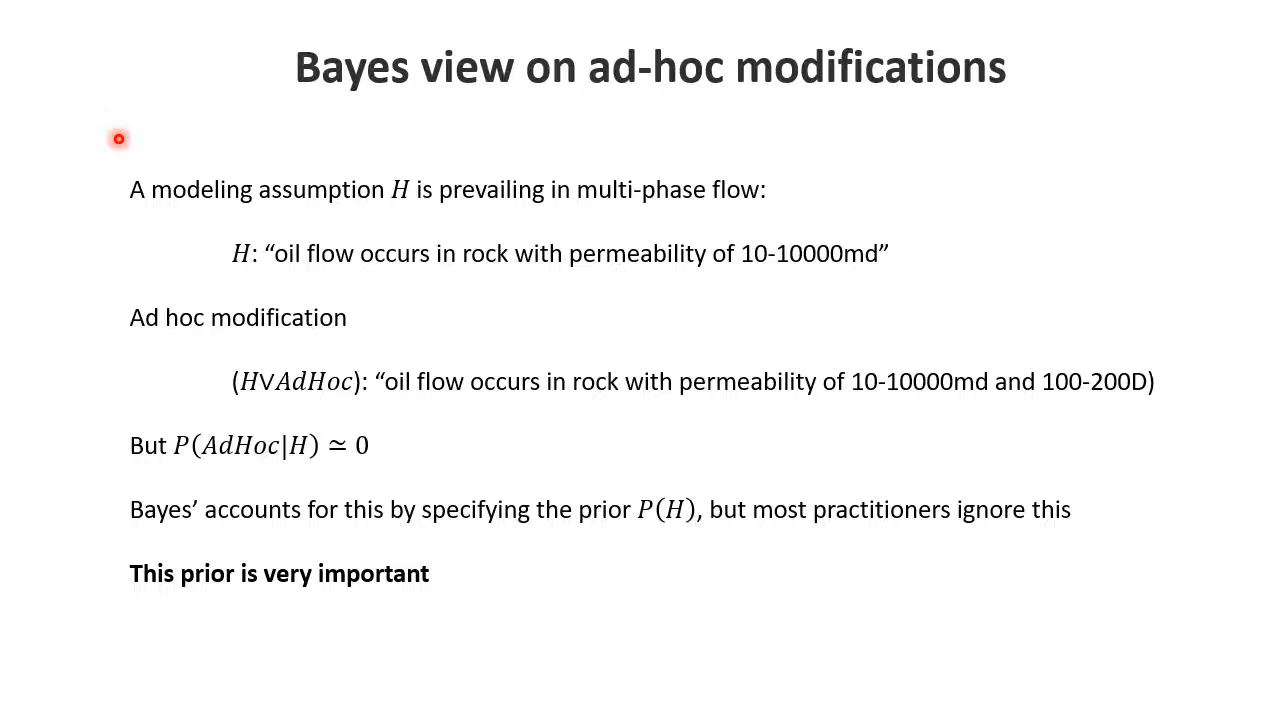 Bayes view on ad-hoc modifications
A modeling assumption H is prevailing in multi-phase flow:
H: “oil flow occurs in rock with permeability of 10-10000md”
Ad hoc modification
(H∨AdHoc): “oil flow occurs in rock with permeability of 10-10000md and 100-200D)
But P(AdHoc|H) ≃ 0
Bayes’ accounts for this by specifying the prior P(H), but most practitioners ignore this
This prior is very important